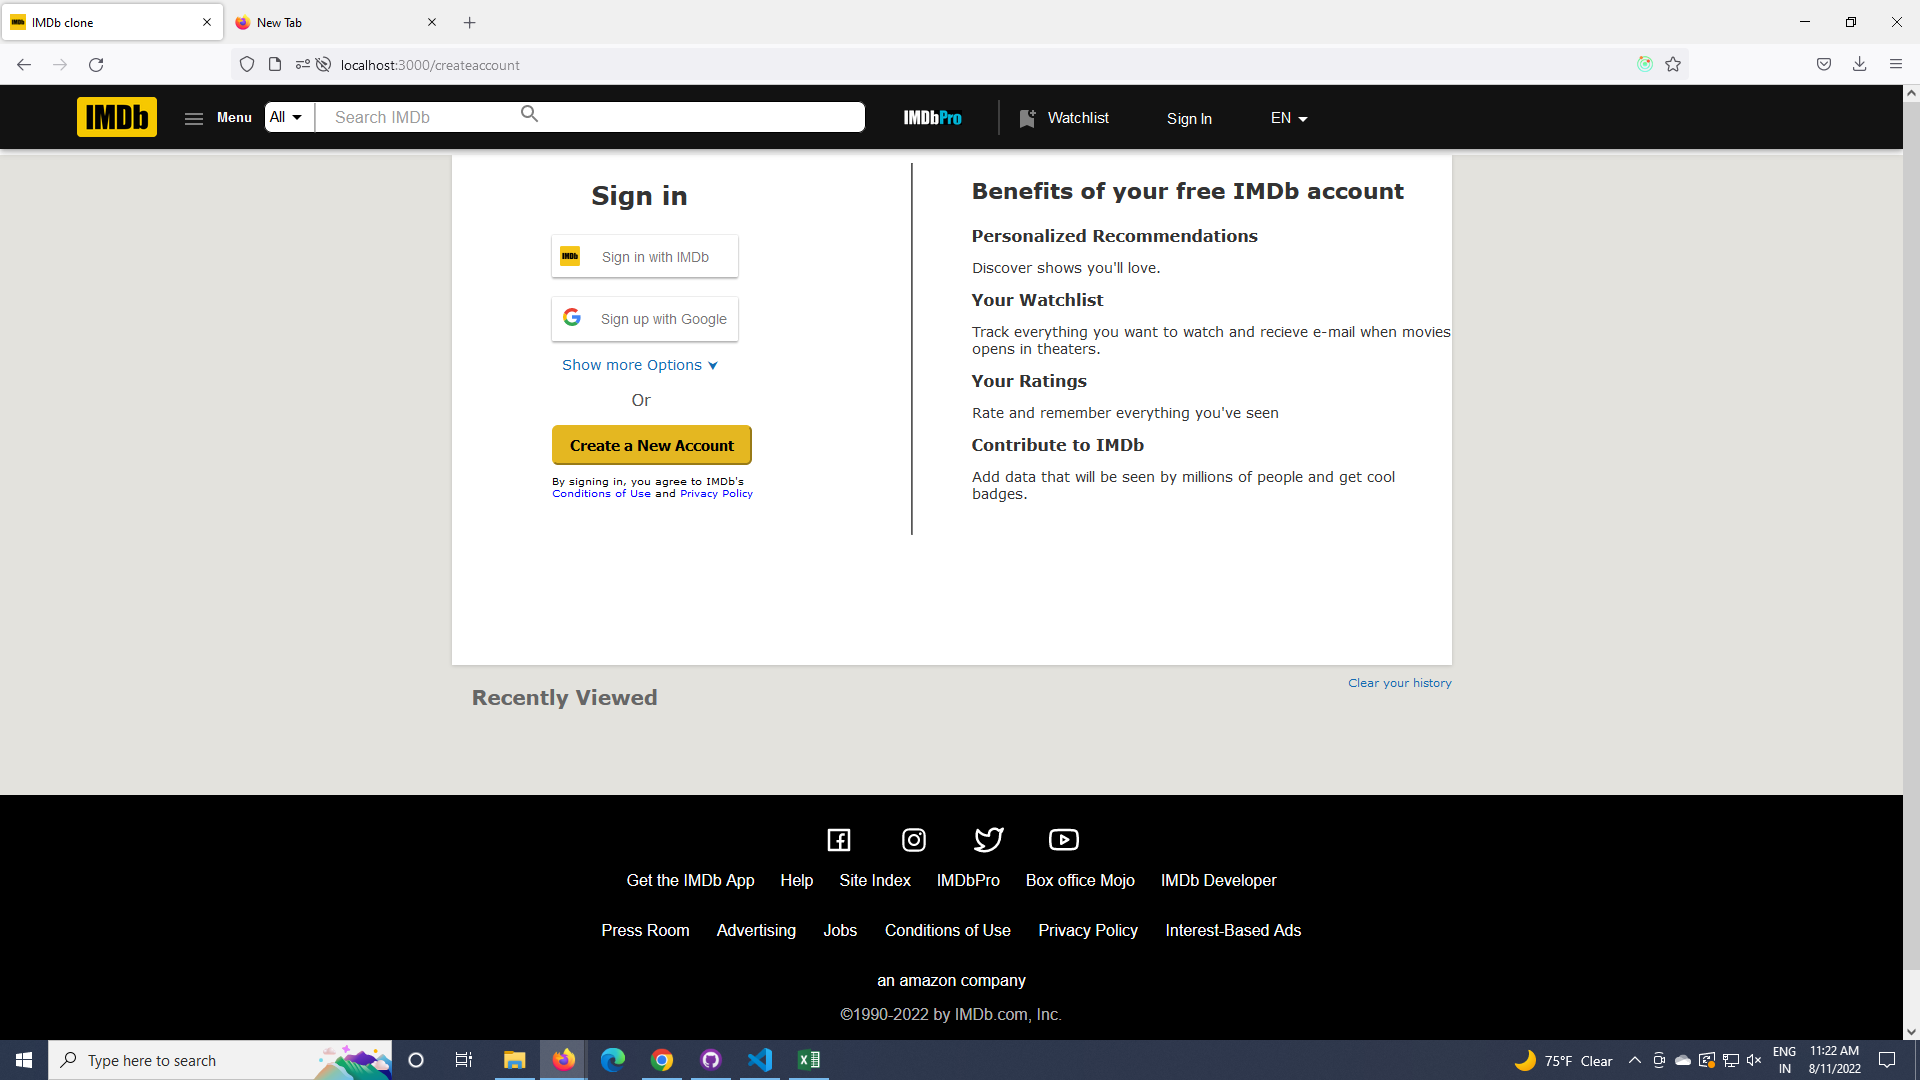 IMDb clone
New Tab
localhost:3000/createaccount
IMDb
Menu
All
Search IMDb
IMDbPro
Watchlist
Sign In
EN
Sign in
IMDb
Sign in with IMDb
Sign up with Google
Show more Options
Or
Create a New Account
By signing in, you agree to IMDb's
Conditions of Use and Privacy Policy
Benefits of your free IMDb account
Personalized Recommendations
Discover shows you'll love.
Your Watchlist
Track everything you want to watch and recieve e-mail when movies
opens in theaters.
Your Ratings
Rate and remember everything you've seen
Contribute to IMDb
Add data that will be seen by millions of people and get cool
badges.
Clear your history
Recently Viewed
Get the IMDb App Help Site Index IMDbPro Box office Mojo IMDb Developer
Press Room Advertising Jobs Conditions of Use Privacy Policy Interest-Based Ads
an amazon company
©1990-2022 by IMDb.com, Inc.
Type here to search
75°F Clear
ENG
IN
11:22 AM
8/11/2022